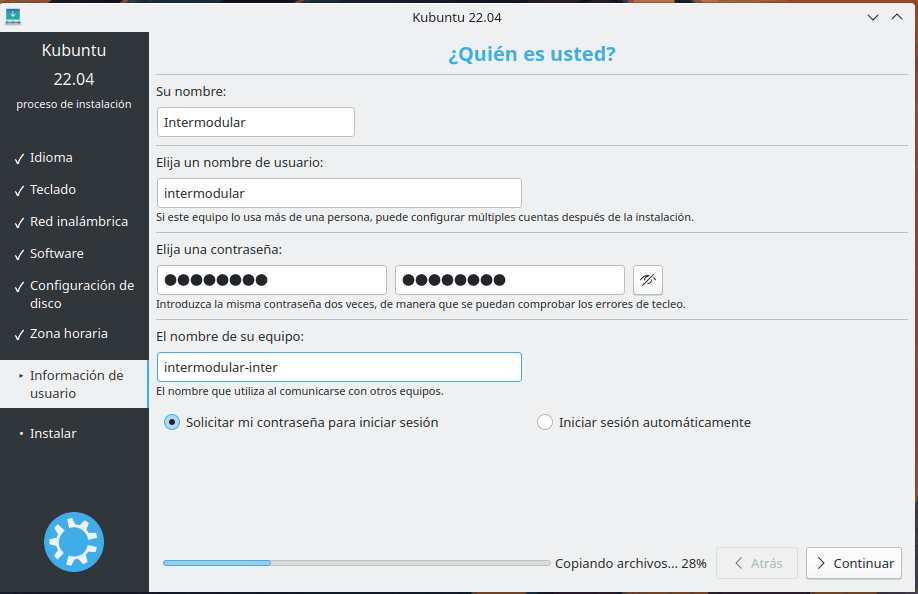 Kubuntu 22.04
Kubuntu
22.04
proceso de instalación
Idioma
Teclado
Red inalámbrica
Software
Configuración de
disco
Zona horaria
Información de
usuario
Instalar
¿Quién es usted?
Su nombre:
Intermodular
Elija un nombre de usuario:
intermodular
Si este equipo lo usa más de una persona, puede configurar múltiples cuentas después de la instalación.
Elija una contraseña:
●●●●●●●● ●●●●●●●●
Introduzca la misma contraseña dos veces, de manera que se puedan comprobar los errores de tecleo.
El nombre de su equipo:
intermodular-inter
El nombre que utiliza al comunicarse con otros equipos.
Solicitar mi contraseña para iniciar sesión Iniciar sesión automáticamente
Copiando archivos... 28% Atrás Continuar